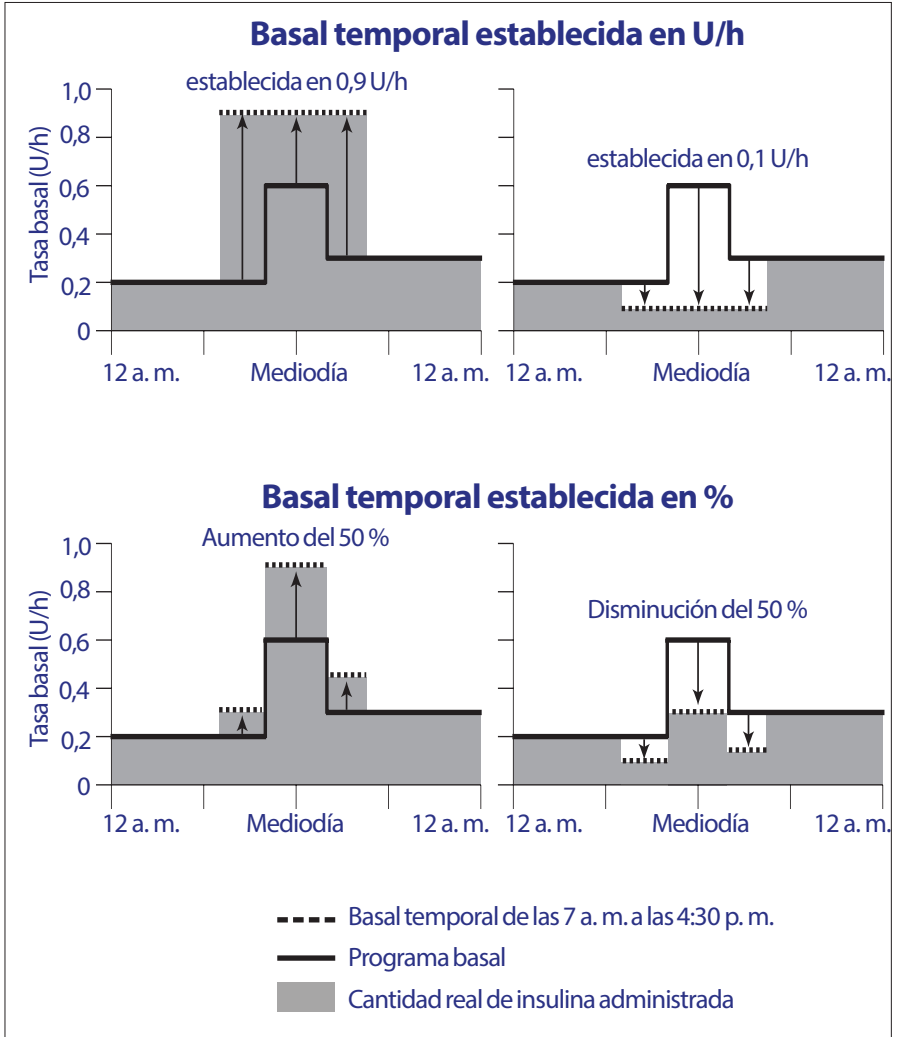 Basal temporal establecida en U/h
establecida en 0,9 U/h
Tasa basal (U/h)
1,0
0,8
0,6
0,4
0,2
0
12 a. m. Mediodía 12 a. m.
establecida en 0,1 U/h
12 a. m. Mediodía 12 a. m.
Basal temporal establecida en %
Aumento del 50 %
Tasa basal (U/h)
1,0
0,8
0,6
0,4
0,2
0
12 a. m. Mediodía 12 a. m.
Disminución del 50 %
12 a. m. Mediodía 12 a. m.
Basal temporal de las 7 a. m. a las 4:30 p. m.
Programa basal
Cantidad real de insulina administrada